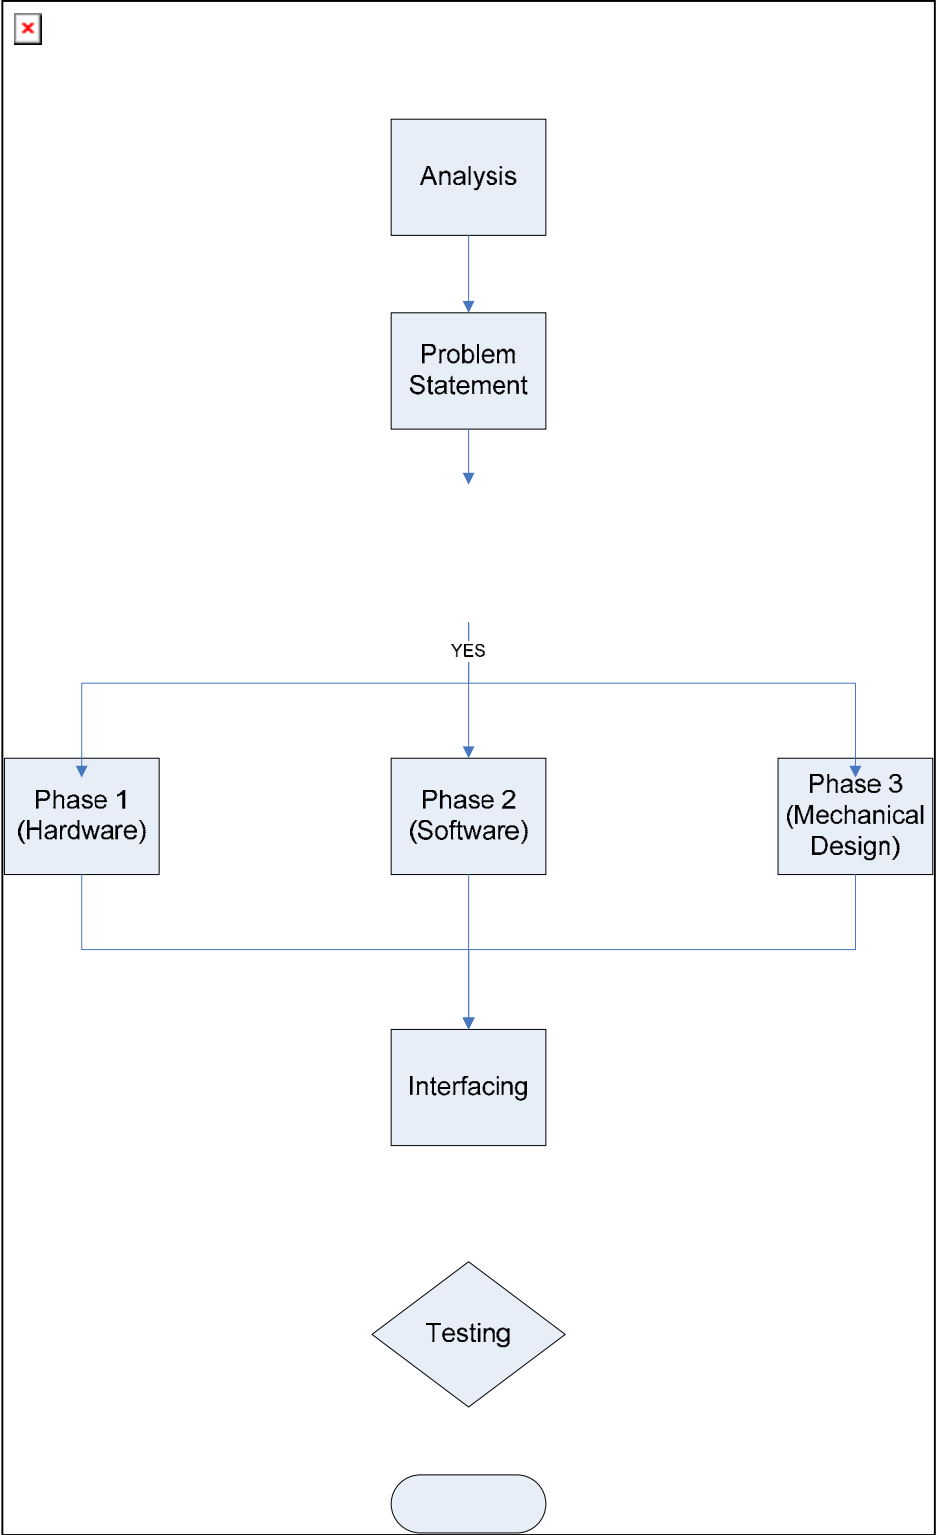 Analysis
Problem
Statement
YES
Phase 1
(Hardware)
Phase 2
(Software)
Phase 3
(Mechanical
Design)
Interfacing
Testing